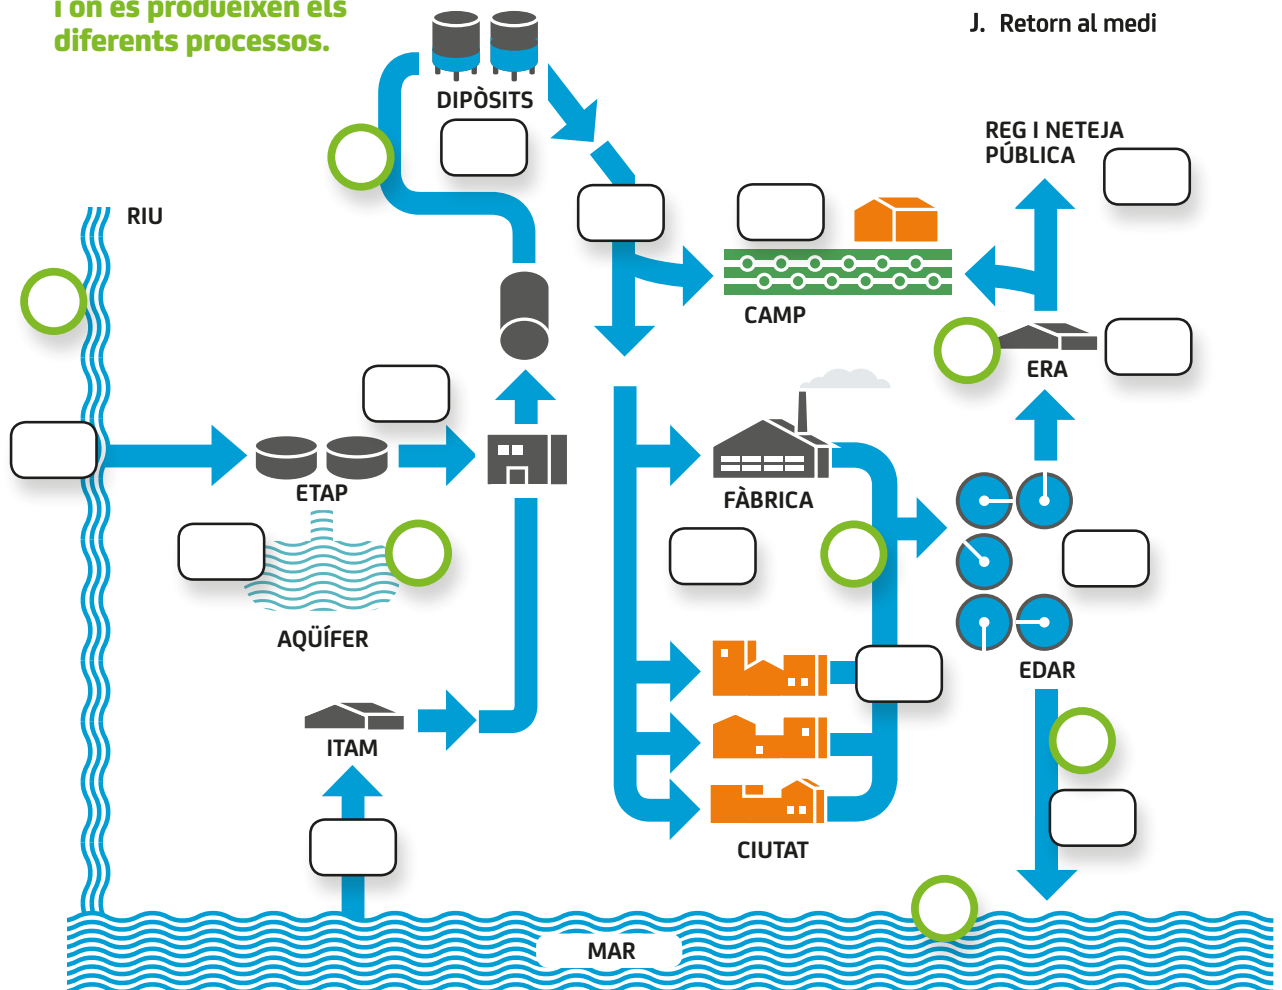 i on es produeixen els
diferents processos.
J. Retorn al medi
DIPÒSITS
REG I NETEJA
PÚBLICA
RIU
CAMP
ERA
ETAP
FÀBRICA
AQÜÍFER
EDAR
ITAM
CIUTAT
MAR